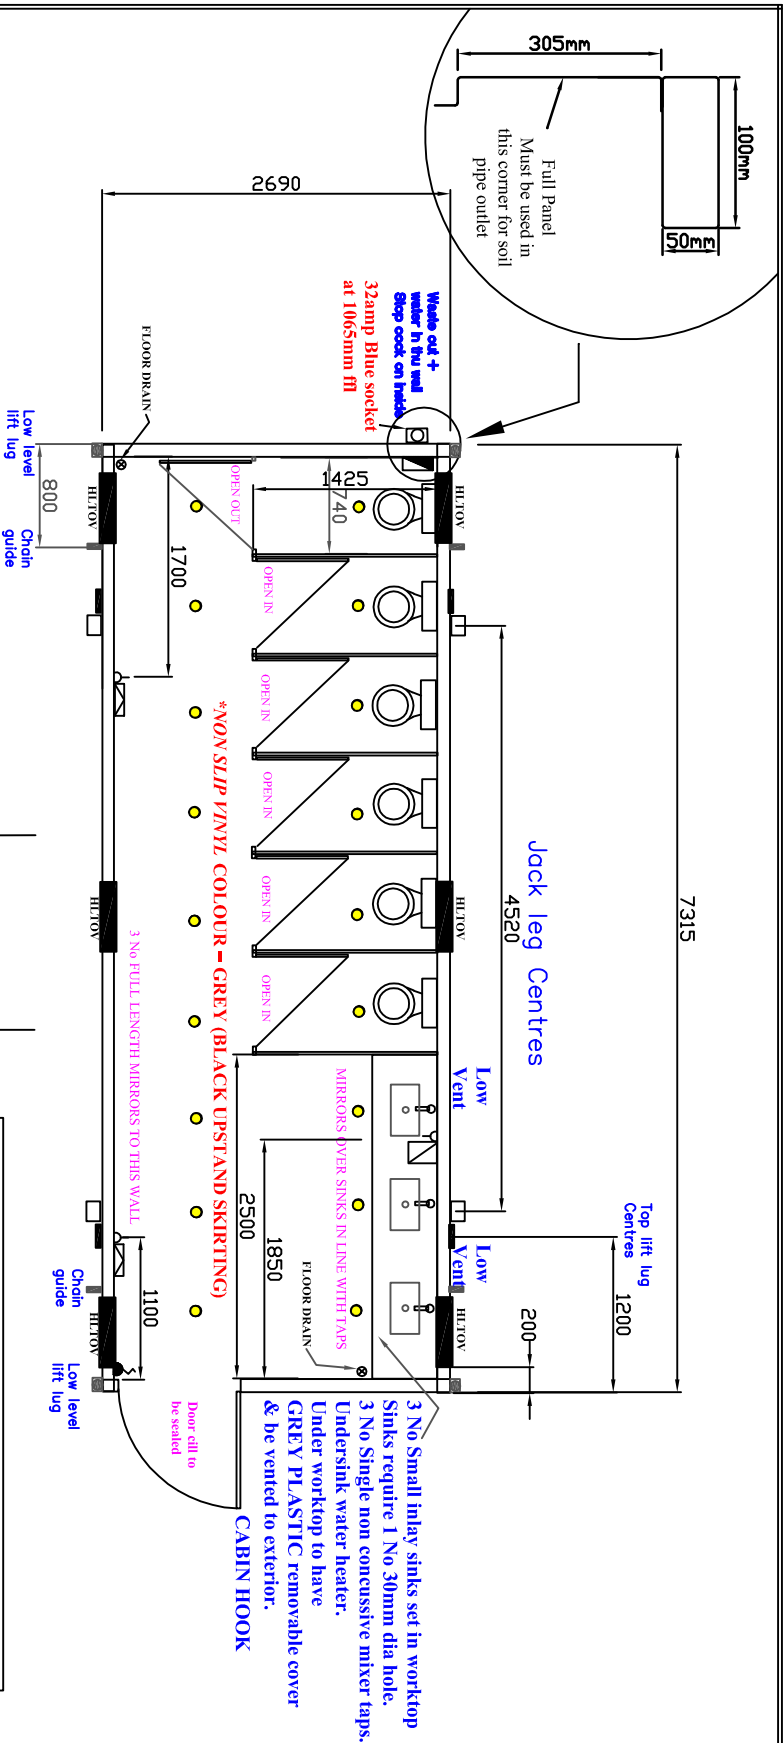 305mm
100mm
50mm
Full Panel
Must be used in
this corner for soil
pipe outlet
2690
Waste out +
water in thu wall
Stop cock on inside
32amp Blue socket
at 1065mm ffl
7315
Jack leg Centres
4520
Top lift lug
Centres
1200
200
Low
Vent
Low
Vent
HLTOV
HLTOV
HLTOV
1425
740
OPEN OUT
OPEN IN
OPEN IN
OPEN IN
OPEN IN
OPEN IN
MIRRORS OVER SINKS IN LINE WITH TAPS
1850
2500
FLOOR DRAIN
*NON SLIP VINYL COLOUR = GREY (BLACK UPSTAND SKIRTING)
1700
3 No FULL LENGTH MIRRORS TO THIS WALL
1100
FLOOR DRAIN
HLTOV
HLTOV
HLTOV
Low level
lift lug
800
Chain
guide
Chain
guide
Low level
lift lug
Door cill to
be sealed
3 No Small inlay sinks set in worktop
Sinks require 1 No 30mm dia hole.
3 No Single non concussive mixer taps.
Undersink water heater.
Under worktop to have
GREY PLASTIC removable cover
& be vented to exterior.
CABIN HOOK